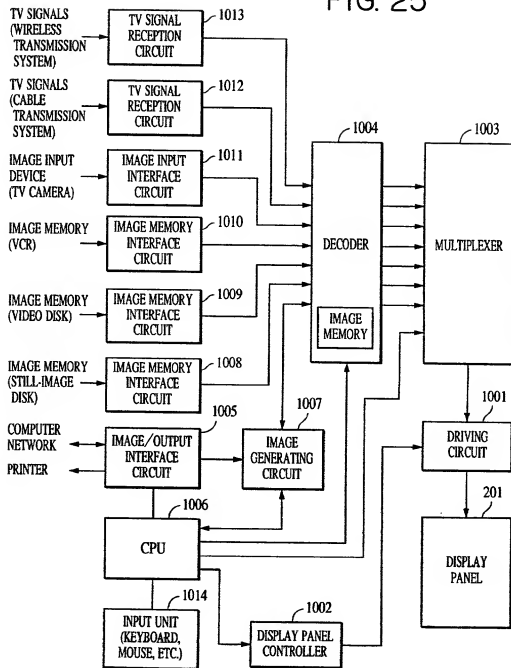 FIG. 25
TV SIGNALS
(WIRELESS
TRANSMISSION
SYSTEM)
TV SIGNAL
RECEPTION
CIRCUIT
1013
TV SIGNALS
(CABLE
TRANSMISSION
SYSTEM)
TV SIGNAL
RECEPTION
CIRCUIT
1012
IMAGE INPUT
DEVICE
(TV CAMERA)
IMAGE INPUT
INTERFACE
CIRCUIT
1011
IMAGE MEMORY
(VCR)
IMAGE MEMORY
INTERFACE
CIRCUIT
1010
IMAGE MEMORY
(VIDEO DISK)
IMAGE MEMORY
INTERFACE
CIRCUIT
1009
IMAGE MEMORY
(STILL-IMAGE
DISK)
IMAGE MEMORY
INTERFACE
CIRCUIT
1008
COMPUTER
NETWORK
PRINTER
IMAGE/OUTPUT
INTERFACE
CIRCUIT
1005
IMAGE
GENERATING
CIRCUIT
1007
1006
CPU
1014
INPUT UNIT
(KEYBOARD,
MOUSE, ETC.)
1002
DISPLAY PANEL
CONTROLLER
1004
DECODER
IMAGE
MEMORY
1003
MULTIPLEXER
1001
DRIVING
CIRCUIT
201
DISPLAY
PANEL